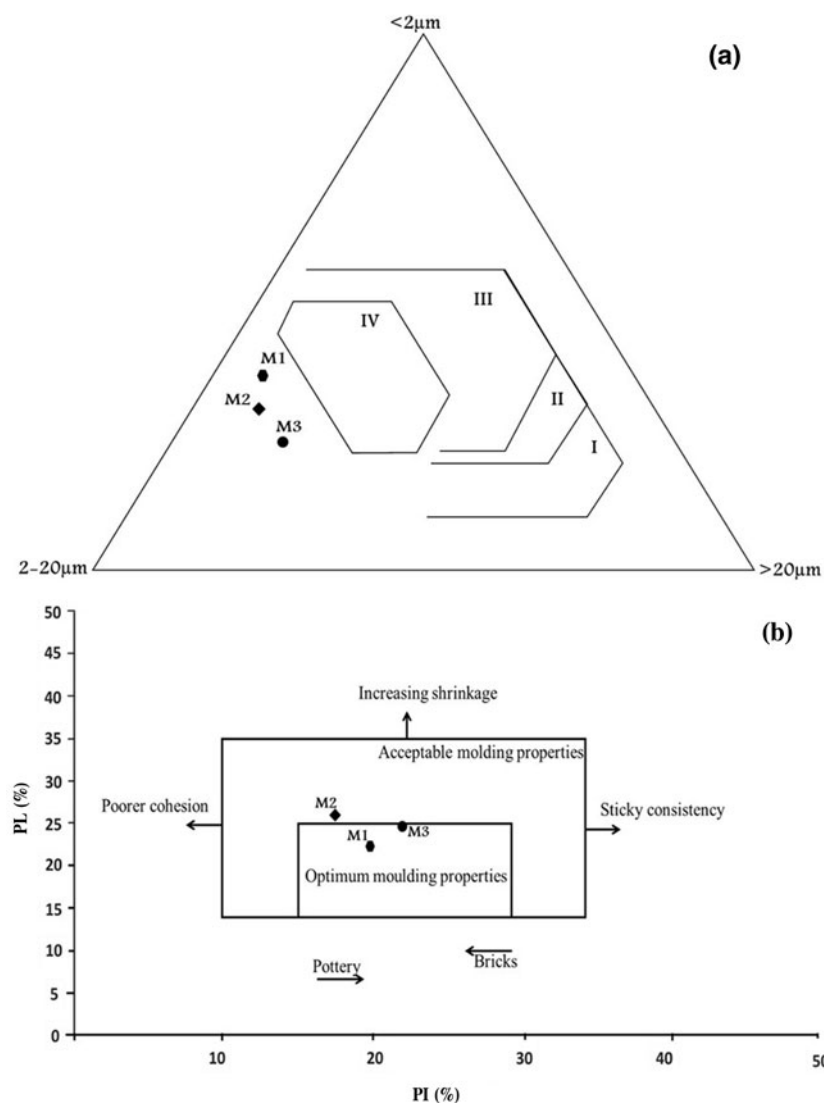 <2μm
(a)
III
IV
M1
II
M2
M3
I
2-20μm
>20μm
50
(b)
45
40
Increasing shrinkage
35
Acceptable molding properties
30
M2
Poorer cohesion
Sticky consistency
25
M1
M3
20
Optimum moulding properties
15
10
Bricks
Pottery
5
0
10
20
30
40
50
PL (%)
PI (%)